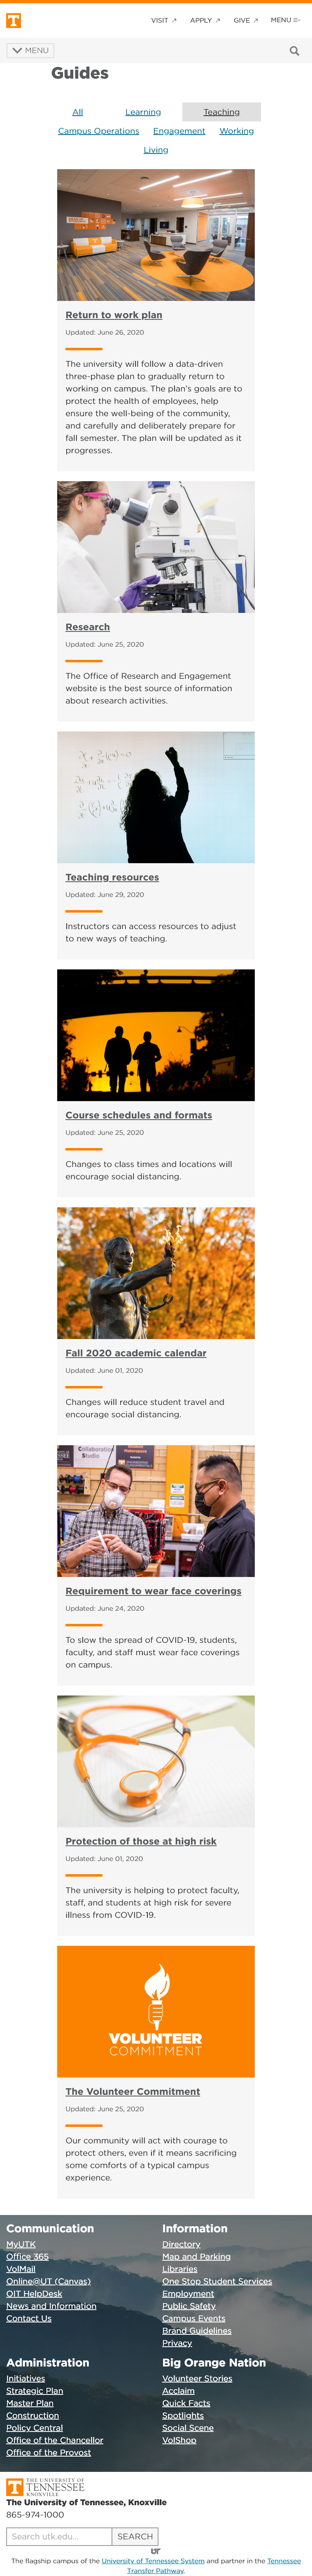 T
VISIT
APPLY
GIVE
MENU
MENU
Guides
All
Learning
Teaching
Campus Operations
Engagement
Working
Living
Return to work plan
Updated: June 26, 2020
The university will follow a data-driven
three-phase plan to gradually return to
working on campus. The plan's goals are to
protect the health of employees, help
ensure the well-being of the community,
and carefully and deliberately prepare for
fall semester. The plan will be updated as it
progresses.
Research
Updated: June 25, 2020
The Office of Research and Engagement
website is the best source of information
about research activities.
Teaching resources
Updated: June 29, 2020
Instructors can access resources to adjust
to new ways of teaching.
Course schedules and formats
Updated: June 25, 2020
Changes to class times and locations will
encourage social distancing.
Fall 2020 academic calendar
Updated: June 01, 2020
Changes will reduce student travel and
encourage social distancing.
Collaboration
Studio
Requirement to wear face coverings
Updated: June 24, 2020
To slow the spread of COVID-19, students,
faculty, and staff must wear face coverings
on campus.
Protection of those at high risk
Updated: June 01, 2020
The university is helping to protect faculty,
staff, and students at high risk for severe
illness from COVID-19.
VOLUNTEER
COMMITMENT
The Volunteer Commitment
Updated: June 25, 2020
Our community will act with courage to
protect others, even if it means sacrificing
some comforts of a typical campus
experience.
Communication
MyUTK
Office 365
VolMail
Online@UT (Canvas)
OIT HelpDesk
News and Information
Contact Us
Information
Directory
Map and Parking
Libraries
One Stop Student Services
Employment
Public Safety
Campus Events
Brand Guidelines
Privacy
Administration
Initiatives
Strategic Plan
Master Plan
Construction
Policy Central
Office of the Chancellor
Office of the Provost
Big Orange Nation
Volunteer Stories
Acclaim
Quick Facts
Spotlights
Social Scene
VolShop
T
THE UNIVERSITY OF
TENNESSEE
KNOXVILLE
The University of Tennessee, Knoxville
865-974-1000
Search utk.edu...
SEARCH
UT
The flagship campus of the University of Tennessee System and partner in the Tennessee
Transfer Pathway.